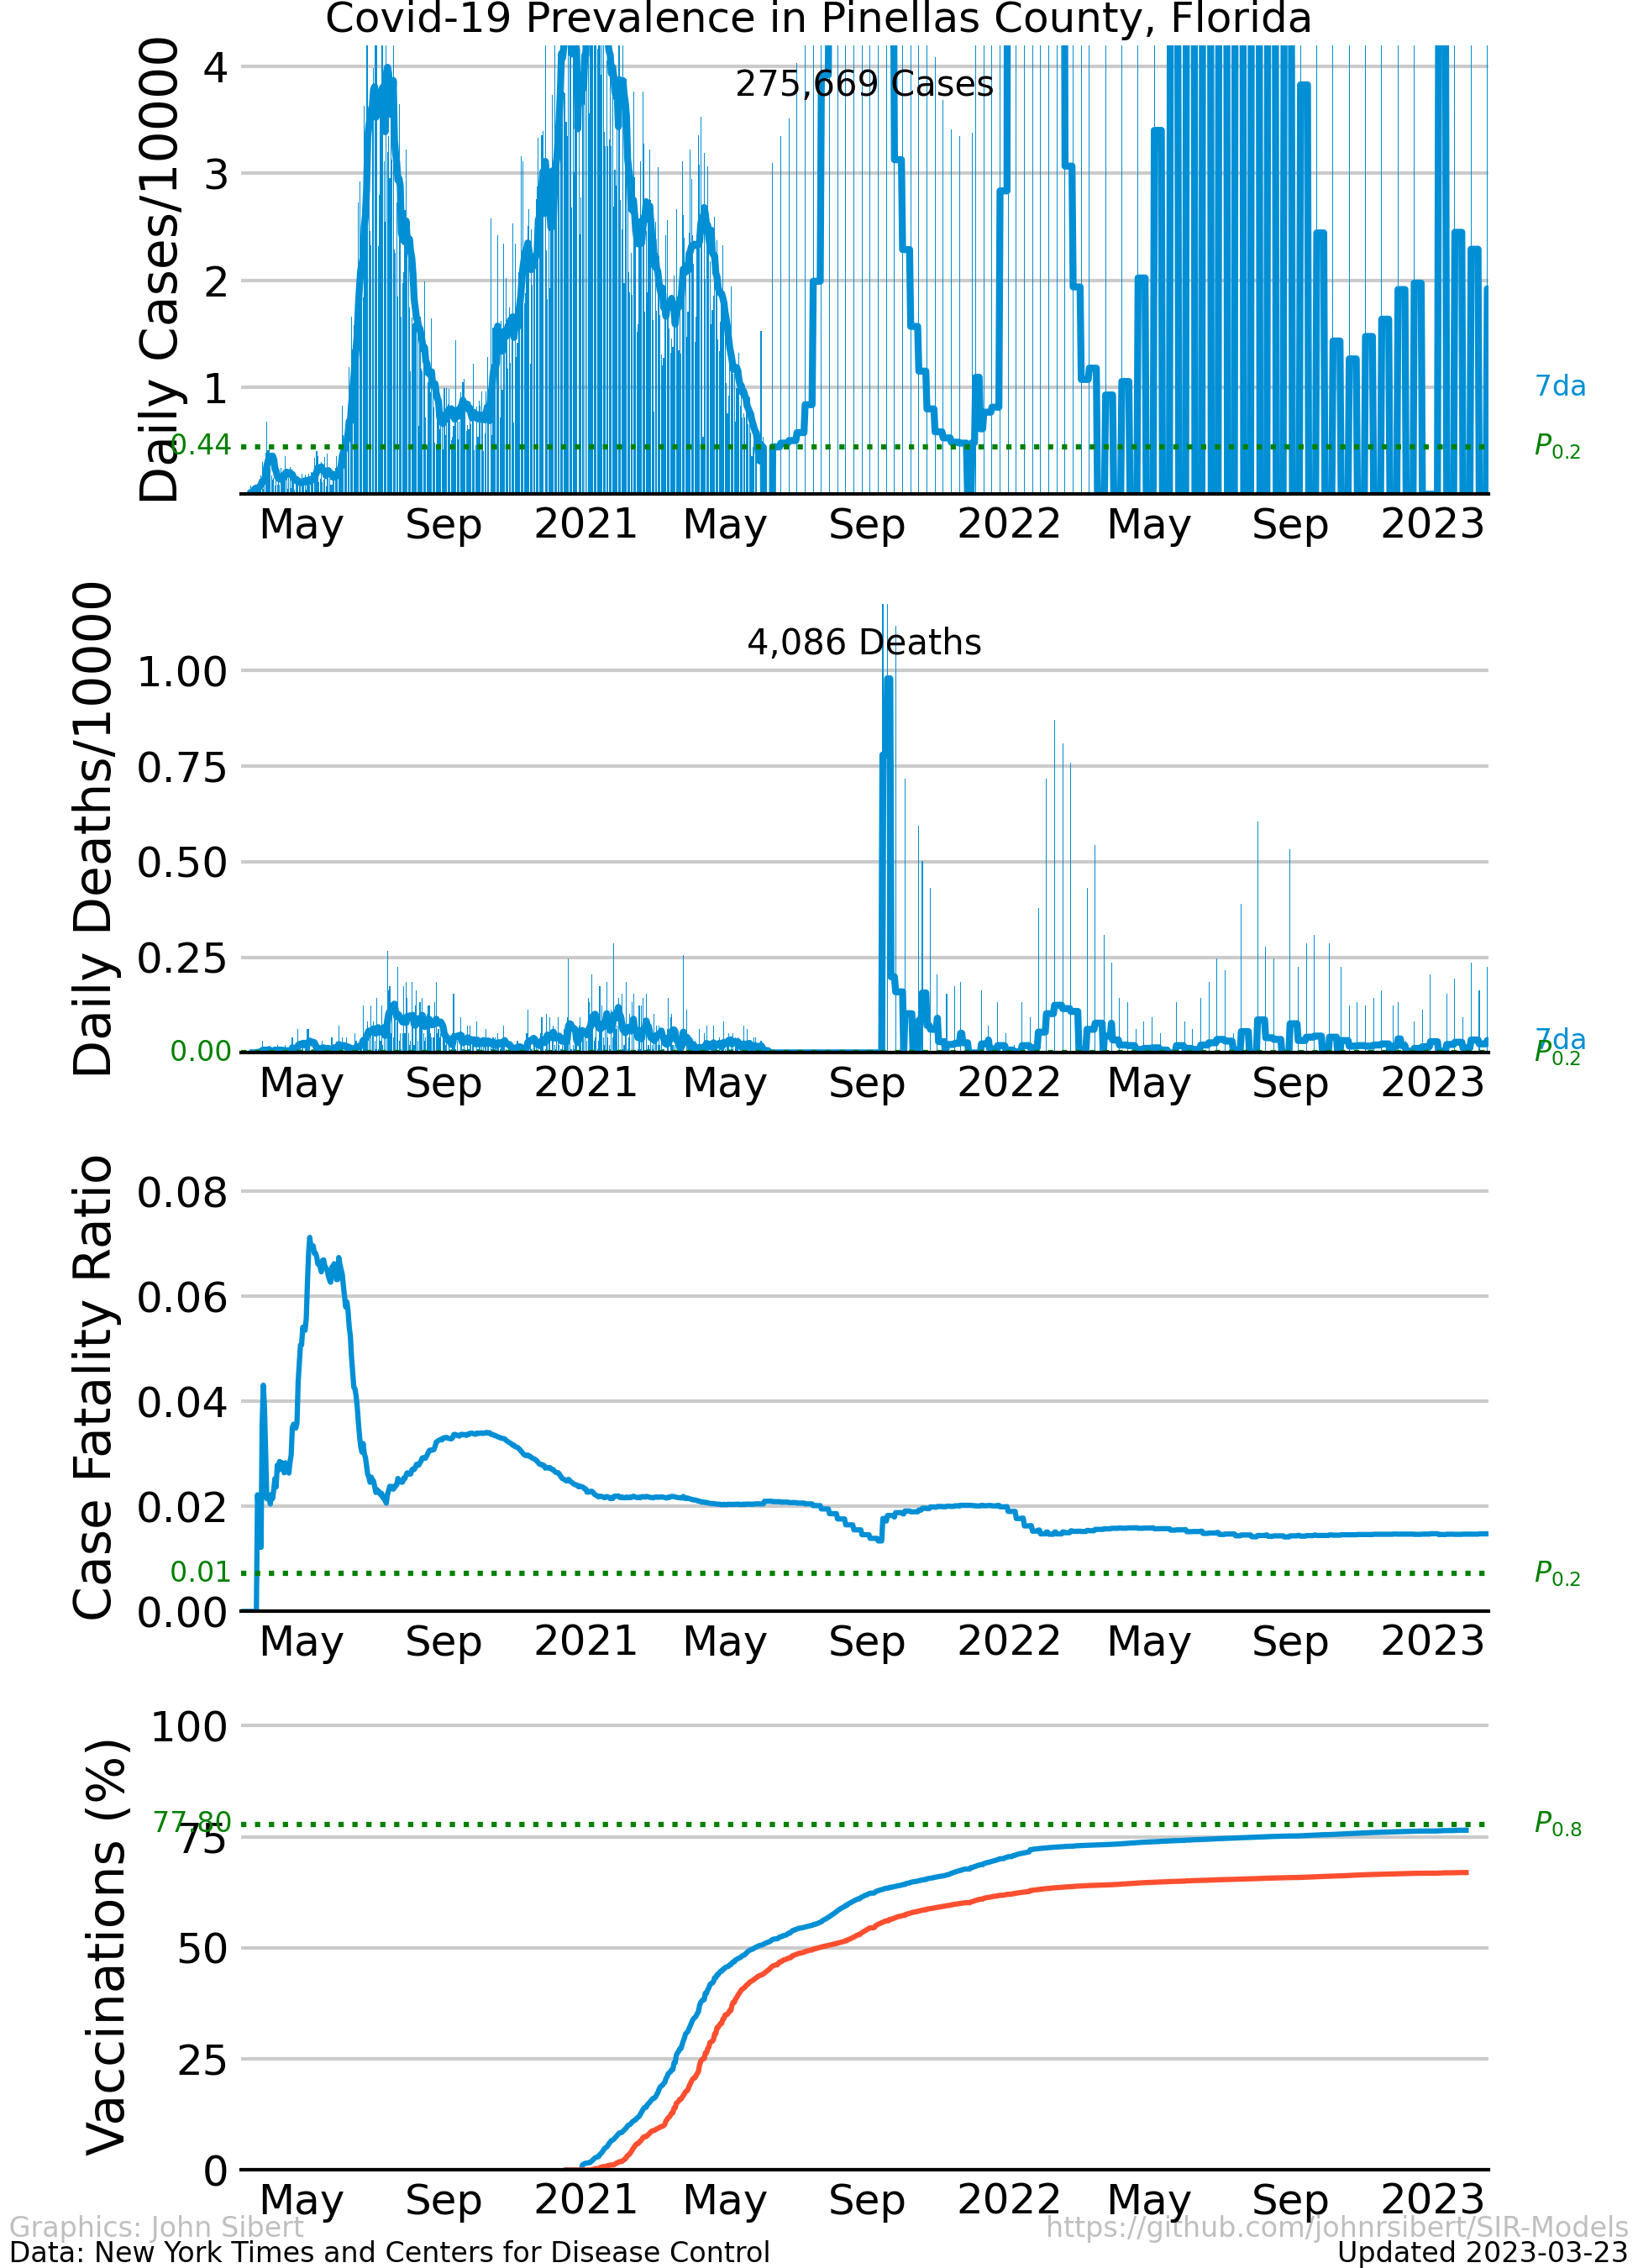 Covid-19 Prevalence in Pinellas County, Florida
275,669 Cases
Daily Cases/10000
4
3
2
1
0.44
7da
P0.2
May Sep 2021 May Sep 2022 May Sep 2023
4,086 Deaths
Daily Deaths/10000
1.00
0.75
0.50
0.25
0.00
7da
P0.2
May Sep 2021 May Sep 2022 May Sep 2023
Case Fatality Ratio
0.08
0.06
0.04
0.02
0.01
0.00
P0.2
May Sep 2021 May Sep 2022 May Sep 2023
Vaccinations (%)
100
77.80
75
50
25
0
P0.8
May Sep 2021 May Sep 2022 May Sep 2023
Graphics: John Sibert
https://github.com/johnrsibert/SIR-Models
Data: New York Times and Centers for Disease Control
Updated 2023-03-23